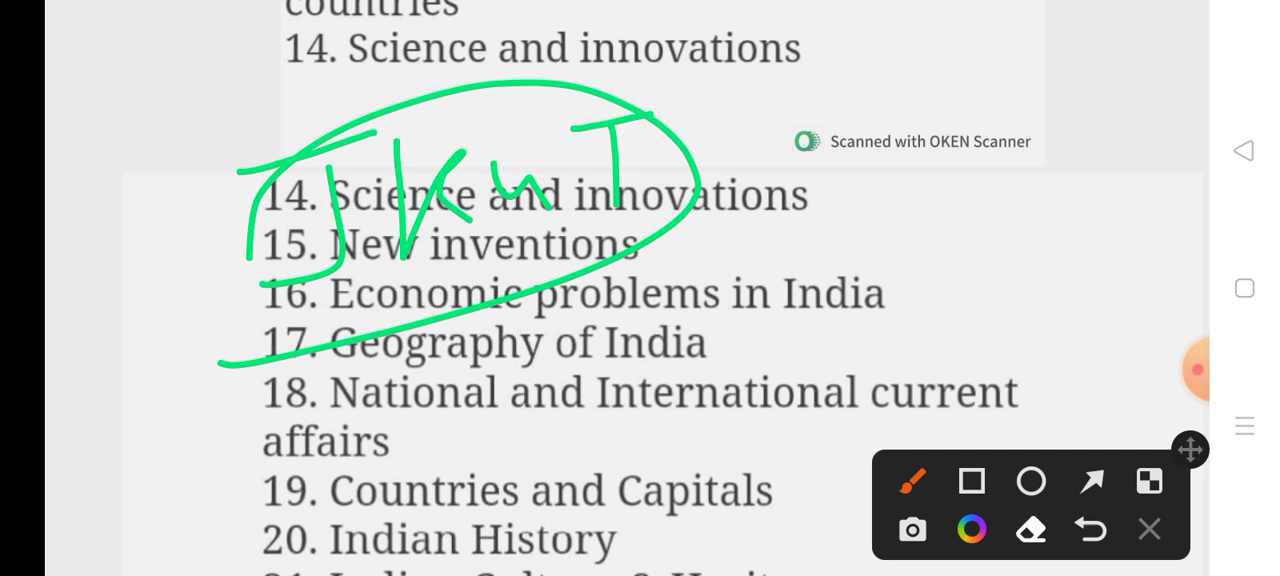 countries
14. Science and innovations
Scanned with OKEN Scanner
14. Science and innovations
15. New inventions
16. Economic problems in India
17. Geography of India
18. National and International current
affairs
19. Countries and Capitals
20. Indian History